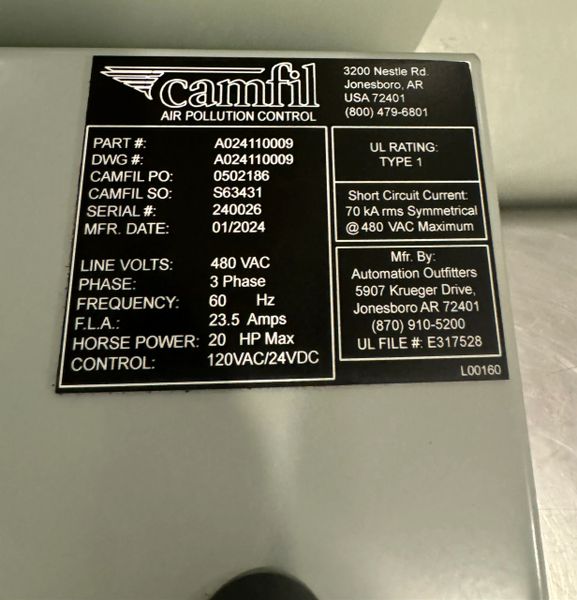 camfil
AIR POLLUTION CONTROL
3200 Nestle Rd.
Jonesboro, AR
USA 72401
(800) 479-6801
PART #: A024110009
DWG #: A024110009
CAMFIL PO: 0502186
CAMFIL SO: S63431
SERIAL #: 240026
MFR. DATE: 01/2024
LINE VOLTS: 480 VAC
PHASE: 3 Phase
FREQUENCY: 60 Hz
F.L.A.: 23.5 Amps
HORSE POWER: 20 HP Max
CONTROL: 120VAC/24VDC
UL RATING:
TYPE 1
Short Circuit Current:
70 kA rms Symmetrical
@ 480 VAC Maximum
Mfr. By:
Automation Outfitters
5907 Krueger Drive,
Jonesboro AR 72401
(870) 910-5200
UL FILE #: E317528
L00160